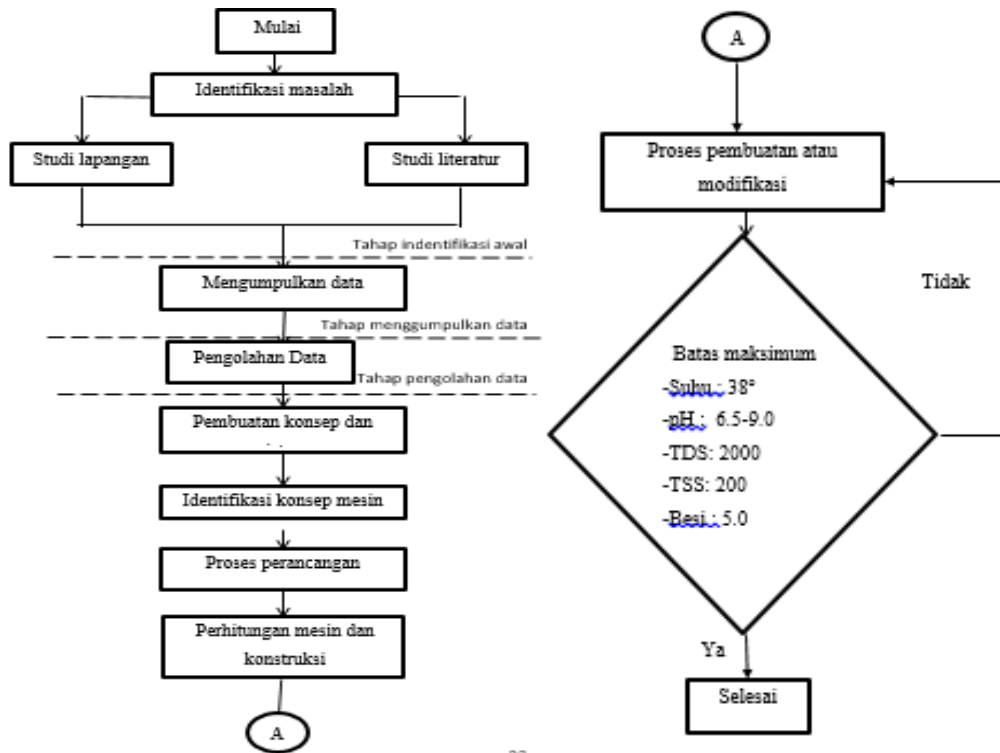 Mulai
Identifikasi masalah
Studi lapangan
Studi literatur
Tahap indentifikasi awal
Mengumpulkan data
Tahap menggumpulkan data
Pengolahan Data
Tahap pengolahan data
Pembuatan konsep dan
Identifikasi konsep mesin
Proses perancangan
Perhitungan mesin dan
konstruksi
A
A
Proses pembuatan atau
modifikasi
Tidak
Batas maksimum
-Suhu : 38°
-pH : 6.5-9.0
-TDS: 2000
-TSS: 200
-Besi : 5.0
Ya
Selesai